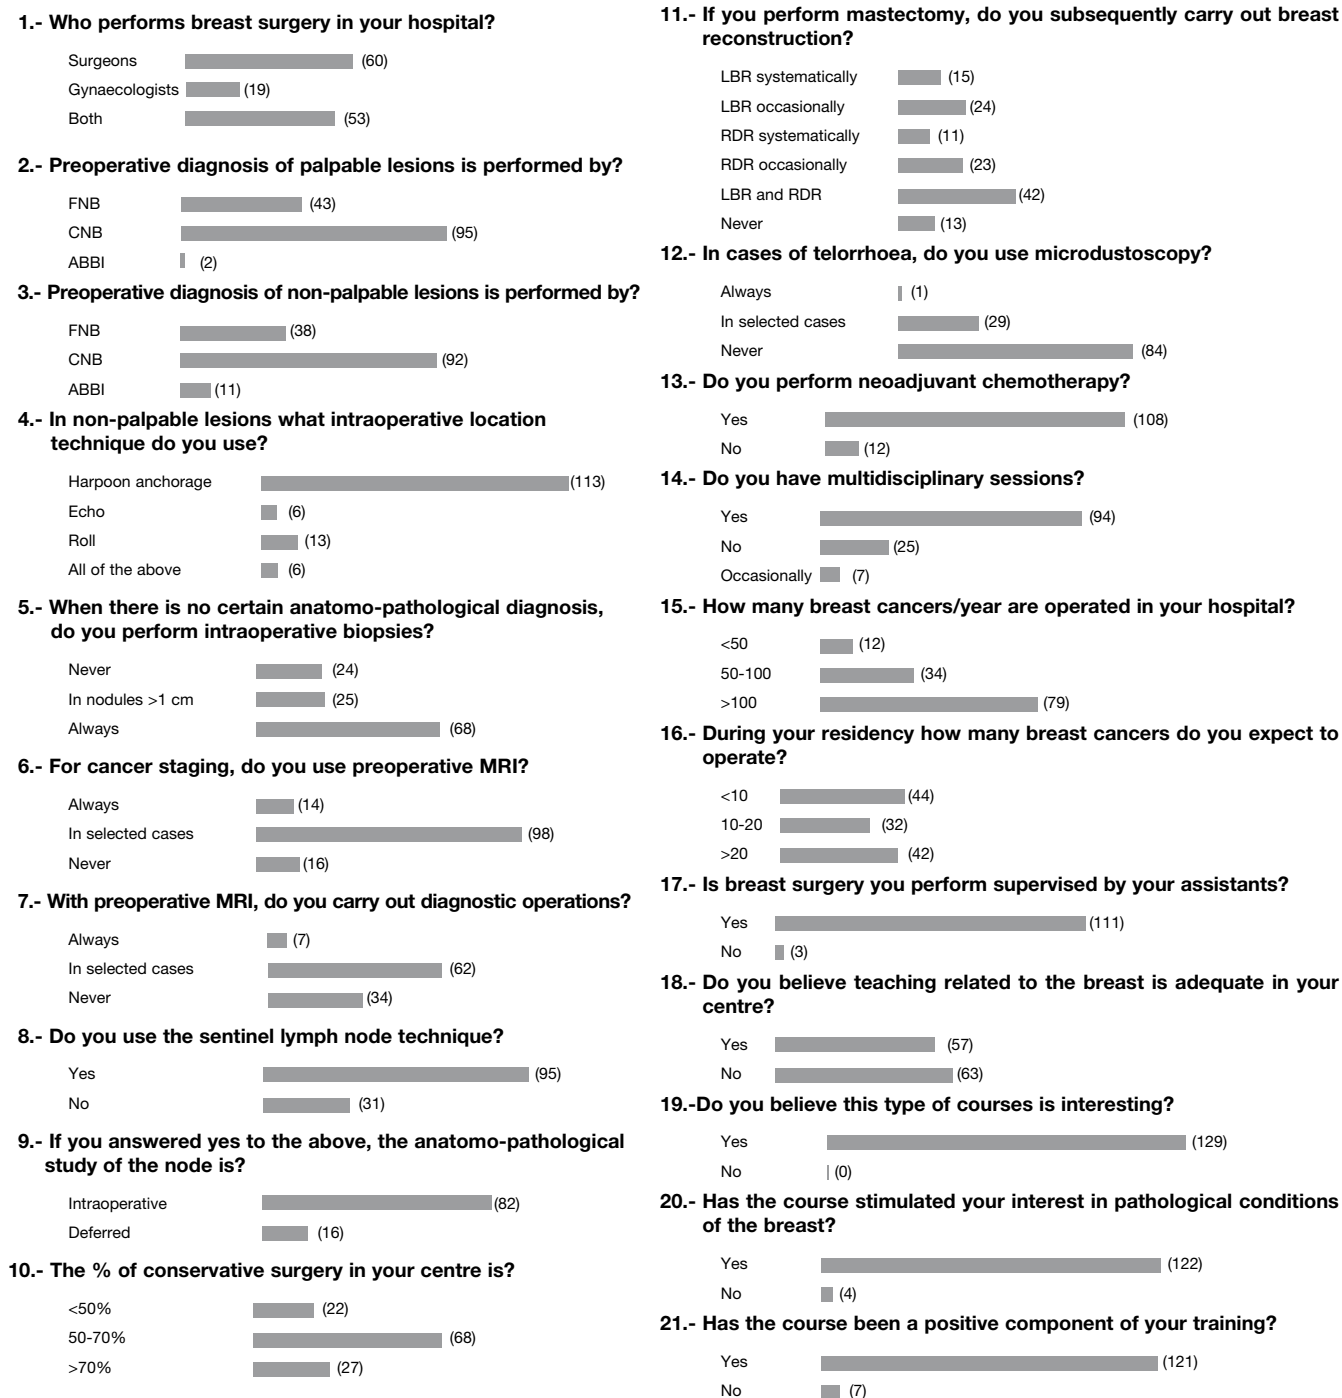 1.- Who performs breast surgery in your hospital?
Surgeons (60)
Gynaecologists (19)
Both (53)
2.- Preoperative diagnosis of palpable lesions is performed by?
FNB (43)
CNB (95)
ABBI (2)
3.- Preoperative diagnosis of non-palpable lesions is performed by?
FNB (38)
CNB (92)
ABBI (11)
4.- In non-palpable lesions what intraoperative location
technique do you use?
Harpoon anchorage (113)
Echo (6)
Roll (13)
All of the above (6)
5.- When there is no certain anatomo-pathological diagnosis,
do you perform intraoperative biopsies?
Never (24)
In nodules >1 cm (25)
Always (68)
6.- For cancer staging, do you use preoperative MRI?
Always (14)
In selected cases (98)
Never (16)
7.- With preoperative MRI, do you carry out diagnostic operations?
Always (7)
In selected cases (62)
Never (34)
8.- Do you use the sentinel lymph node technique?
Yes (95)
No (31)
9.- If you answered yes to the above, the anatomo-pathological
study of the node is?
Intraoperative (82)
Deferred (16)
10.- The % of conservative surgery in your centre is?
<50% (22)
50-70% (68)
>70% (27)
11.- If you perform mastectomy, do you subsequently carry out breast
reconstruction?
LBR systematically (15)
LBR occasionally (24)
RDR systematically (11)
RDR occasionally (23)
LBR and RDR (42)
Never (13)
12.- In cases of telorrhoea, do you use microdustoscopy?
Always (1)
In selected cases (29)
Never (84)
13.- Do you perform neoadjuvant chemotherapy?
Yes (108)
No (12)
14.- Do you have multidisciplinary sessions?
Yes (94)
No (25)
Occasionally (7)
15.- How many breast cancers/year are operated in your hospital?
<50 (12)
50-100 (34)
>100 (79)
16.- During your residency how many breast cancers do you expect to
operate?
<10 (44)
10-20 (32)
>20 (42)
17.- Is breast surgery you perform supervised by your assistants?
Yes (111)
No (3)
18.- Do you believe teaching related to the breast is adequate in your
centre?
Yes (57)
No (63)
19.-Do you believe this type of courses is interesting?
Yes (129)
No (0)
20.- Has the course stimulated your interest in pathological conditions
of the breast?
Yes (122)
No (4)
21.- Has the course been a positive component of your training?
Yes (121)
No (7)